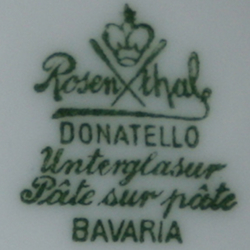 Rosenthal
DONATELLO
Unterglasur
Pâte sur pâte
BAVARIA